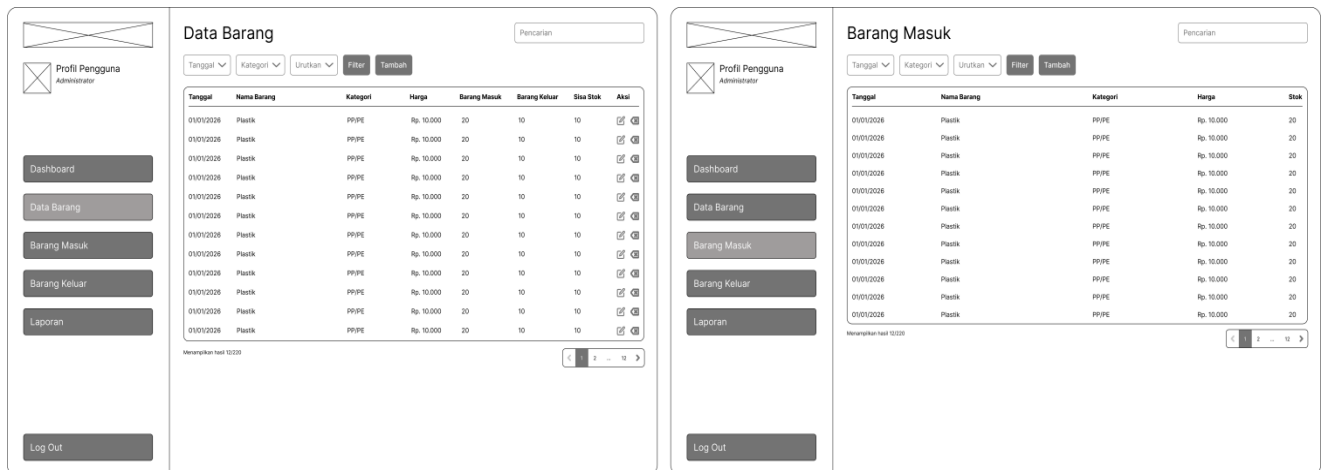 Data Barang
Pencarian
Profil Pengguna
Administrator
Tanggal Kategori Urutkan Filter Tambah
Tanggal Nama Barang Kategori Harga Barang Masuk Barang Keluar Sisa Stok Aksi
01/01/2026 Plastik PP/PE Rp. 10.000 20 10 10
01/01/2026 Plastik PP/PE Rp. 10.000 20 10 10
01/01/2026 Plastik PP/PE Rp. 10.000 20 10 10
01/01/2026 Plastik PP/PE Rp. 10.000 20 10 10
01/01/2026 Plastik PP/PE Rp. 10.000 20 10 10
01/01/2026 Plastik PP/PE Rp. 10.000 20 10 10
01/01/2026 Plastik PP/PE Rp. 10.000 20 10 10
01/01/2026 Plastik PP/PE Rp. 10.000 20 10 10
01/01/2026 Plastik PP/PE Rp. 10.000 20 10 10
01/01/2026 Plastik PP/PE Rp. 10.000 20 10 10
01/01/2026 Plastik PP/PE Rp. 10.000 20 10 10
01/01/2026 Plastik PP/PE Rp. 10.000 20 10 10
Menampilkan hasil 12/220
1 2 ... 12
Dashboard
Data Barang
Barang Masuk
Barang Keluar
Laporan
Log Out
Barang Masuk
Pencarian
Profil Pengguna
Administrator
Tanggal Kategori Urutkan Filter Tambah
Tanggal Nama Barang Kategori Harga Stok
01/01/2026 Plastik PP/PE Rp. 10.000 20
01/01/2026 Plastik PP/PE Rp. 10.000 20
01/01/2026 Plastik PP/PE Rp. 10.000 20
01/01/2026 Plastik PP/PE Rp. 10.000 20
01/01/2026 Plastik PP/PE Rp. 10.000 20
01/01/2026 Plastik PP/PE Rp. 10.000 20
01/01/2026 Plastik PP/PE Rp. 10.000 20
01/01/2026 Plastik PP/PE Rp. 10.000 20
01/01/2026 Plastik PP/PE Rp. 10.000 20
01/01/2026 Plastik PP/PE Rp. 10.000 20
01/01/2026 Plastik PP/PE Rp. 10.000 20
01/01/2026 Plastik PP/PE Rp. 10.000 20
Menampilkan hasil 12/220
1 2 ... 12
Dashboard
Data Barang
Barang Masuk
Barang Keluar
Laporan
Log Out